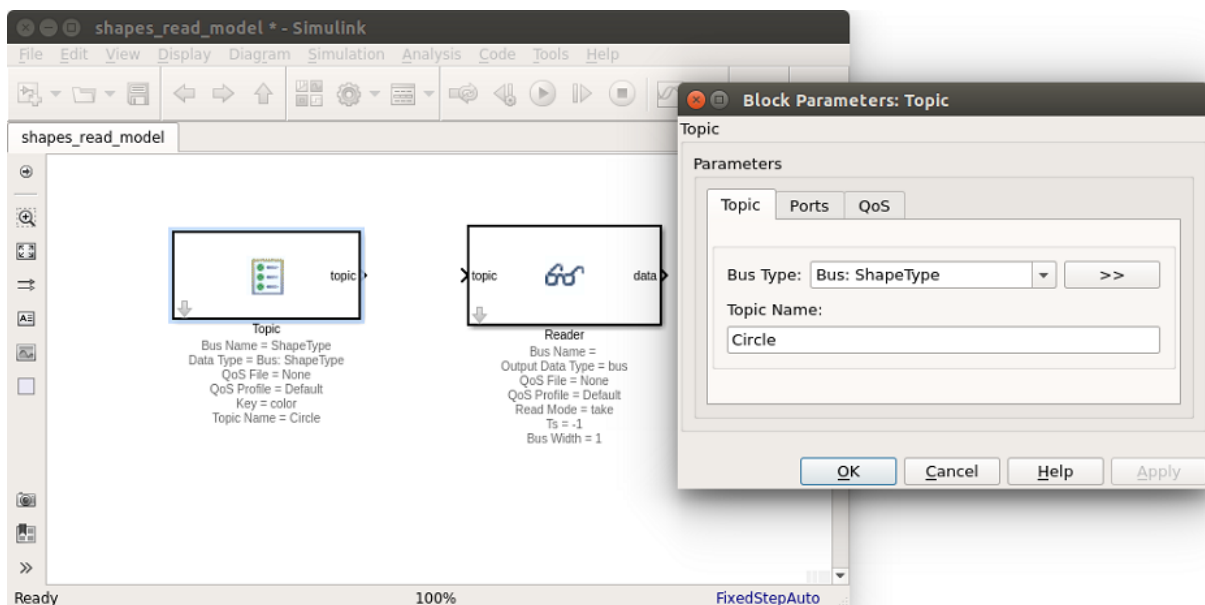 shapes_read_model * - Simulink
File Edit View Display Diagram Simulation Analysis Code Tools Help
shapes_read_model
topic
Topic
Bus Name = ShapeType
Data Type = Bus: ShapeType
QoS File = None
QoS Profile = Default
Key = color
Topic Name = Circle
topic
data
Reader
Bus Name =
Output Data Type = bus
QoS File = None
QoS Profile = Default
Read Mode = take
Ts = -1
Bus Width = 1
Ready 100% FixedStepAuto
Block Parameters: Topic
Topic
Parameters
Topic Ports QoS
Bus Type: Bus: ShapeType >>
Topic Name:
Circle
OK Cancel Help Apply